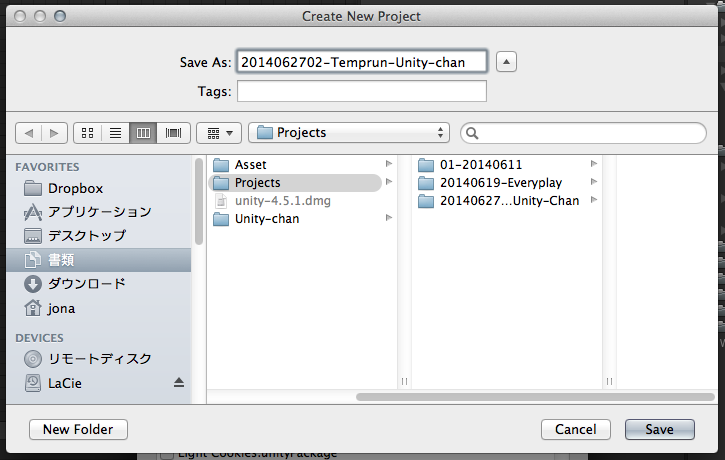 Create New Project
Save As: 2014062702-Temprun-Unity-chan
Tags:
Projects
FAVORITES
Dropbox
アプリケーション
デスクトップ
書類
ダウンロード
jona
DEVICES
リモートディスク
LaCie
Asset
Projects
unity-4.5.1.dmg
Unity-chan
01-20140611
20140619-Everyplay
20140627...Unity-Chan
New Folder
Cancel
Save
Light Cookies.unityPackage